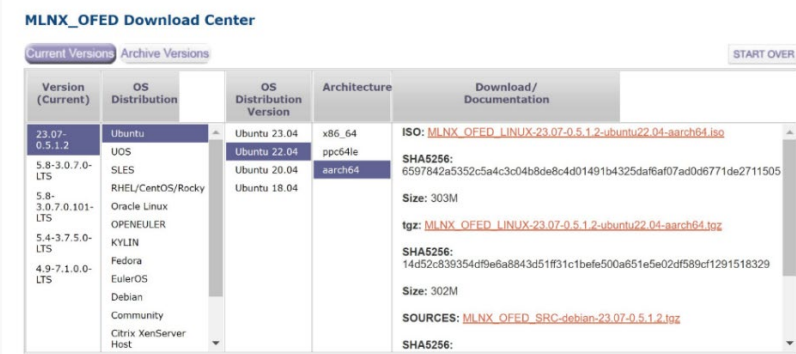 MLNX_OFED Download Center
Current Versions Archive Versions START OVER
Version (Current)
OS Distribution
OS Distribution Version
Architecture
Download/ Documentation
23.07-
0.5.1.2
5.8-3.0.7.0-
LTS
5.8-
3.0.7.0.101-
LTS
5.4-3.7.5.0-
LTS
4.9-7.1.0.0-
LTS
Ubuntu
UOS
SLES
RHEL/CentOS/Rocky
Oracle Linux
OPENEULER
KYLIN
Fedora
EulerOS
Debian
Community
Citrix XenServer
Host
Ubuntu 23.04
Ubuntu 22.04
Ubuntu 20.04
Ubuntu 18.04
x86_64
ppc64le
aarch64
ISO: MLNX_OFED_LINUX-23.07-0.5.1.2-ubuntu22.04-aarch64.iso
SHA5256:
6597842a5352c5a4c3c04b8de8c4d01491b4325daf6af07ad0d6771de2711505
Size: 303M
tgz: MLNX_OFED_LINUX-23.07-0.5.1.2-ubuntu22.04-aarch64.tgz
SHA5256:
14d52c839354df9e6a8843d51ff31c1befe500a651e5e02df589cf1291518329
Size: 302M
SOURCES: MLNX_OFED_SRC-debian-23.07-0.5.1.2.tgz
SHA5256: